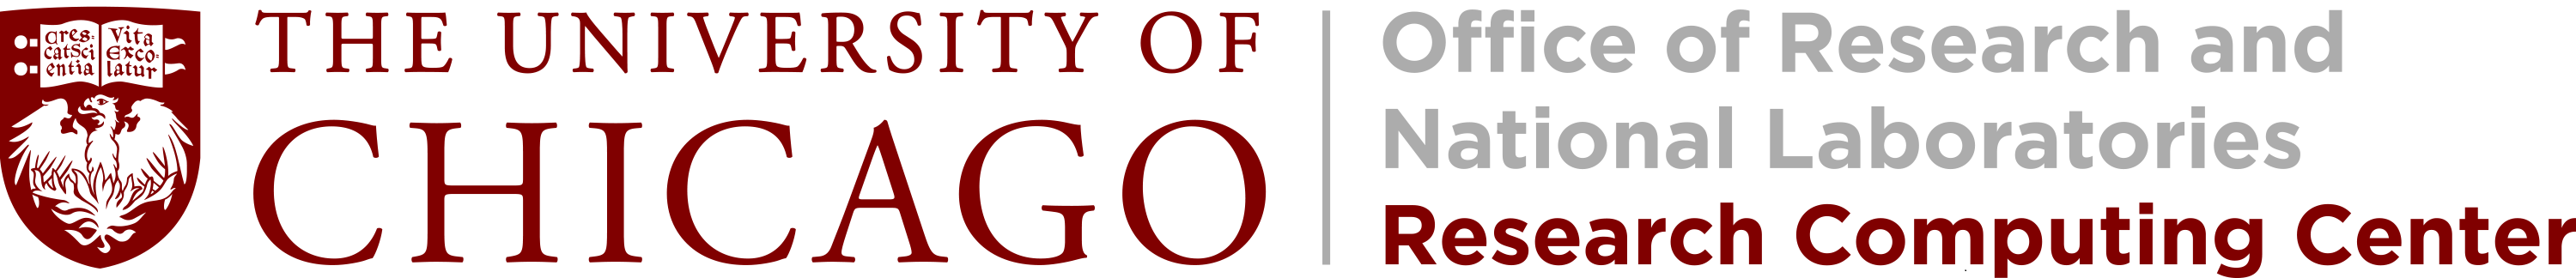 Cres-
catSci
entia
Vita
Exco-
latur
THE UNIVERSITY OF
CHICAGO
Office of Research and
National Laboratories
Research Computing Center